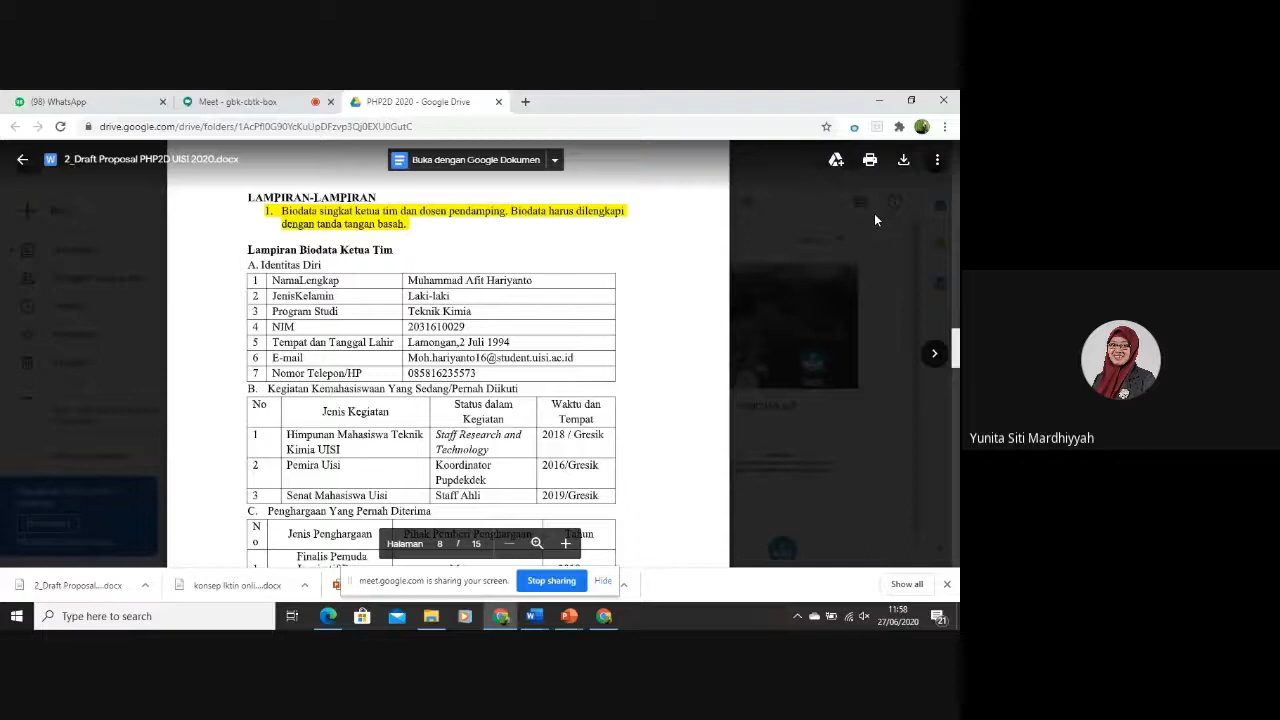 (98) WhatsApp
Meet - gbk-cbtk-box
PHP2D 2020 - Google Drive
drive.google.com/drive/folders/1AcPfI0G90YcKuUpDFzvp3Qj0EXU0GutC
2_Draft Proposal PHP2D UISI 2020.docx
Buka dengan Google Dokumen
LAMPIRAN-LAMPIRAN
1. Biodata singkat ketua tim dan dosen pendamping. Biodata harus dilengkapi
dengan tanda tangan basah.
Lampiran Biodata Ketua Tim
A. Identitas Diri
1 NamaLengkap Muhammad Afit Hariyanto
2 JenisKelamin Laki-laki
3 Program Studi Teknik Kimia
4 NIM 2031610029
5 Tempat dan Tanggal Lahir Lamongan,2 Juli 1994
6 E-mail Moh.hariyanto16@student.uisi.ac.id
7 Nomor Telepon/HP 085816235573
B. Kegiatan Kemahasiswaan Yang Sedang/Pernah Diikuti
No Jenis Kegiatan Status dalam Kegiatan Waktu dan Tempat
1 Himpunan Mahasiswa Teknik Kimia UISI Staff Research and Technology 2018 / Gresik
2 Pemira Uisi Koordinator Pupdekdek 2016/Gresik
3 Senat Mahasiswa Uisi Staff Ahli 2019/Gresik
C. Penghargaan Yang Pernah Diterima
No Jenis Penghargaan Pihak Pemberi Penghargaan Tahun
Finalis Pemuda
Halaman 8 / 15
2_Draft Proposal....docx
konsep lktin onli....docx
meet.google.com is sharing your screen.
Stop sharing
Hide
Show all
Type here to search
11:58
27/06/2020
21
Yunita Siti Mardhiyyah